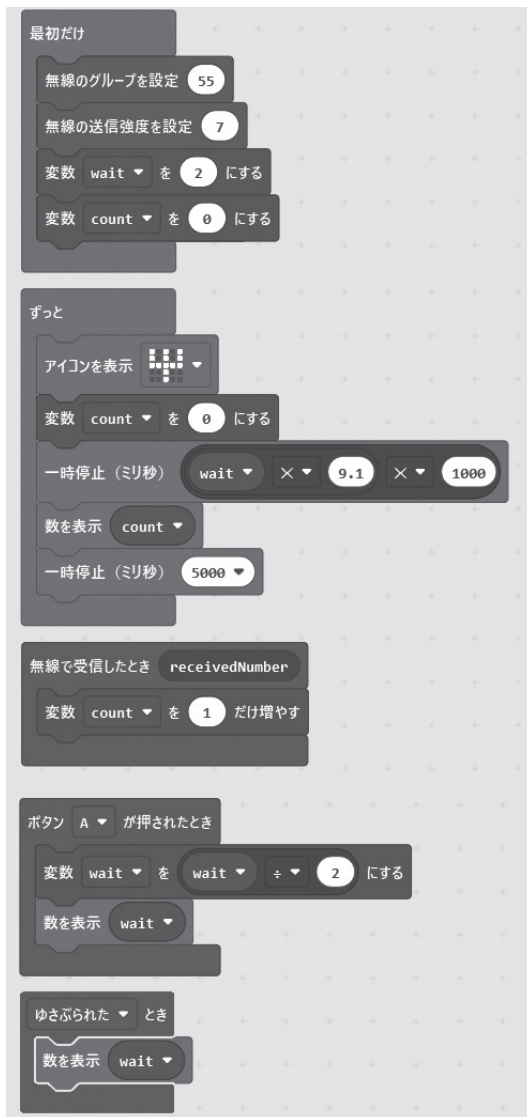 最初だけ
無線のグループを設定 55
無線の送信強度を設定 7
変数 wait を 2 にする
変数 count を 0 にする
ずっと
アイコンを表示
変数 count を 0 にする
一時停止（ミリ秒） wait × 9.1 × 1000
数を表示 count
一時停止（ミリ秒） 5000
無線で受信したとき receivedNumber
変数 count を 1 だけ増やす
ボタン A が押されたとき
変数 wait を wait ÷ 2 にする
数を表示 wait
ゆさぶられた とき
数を表示 wait